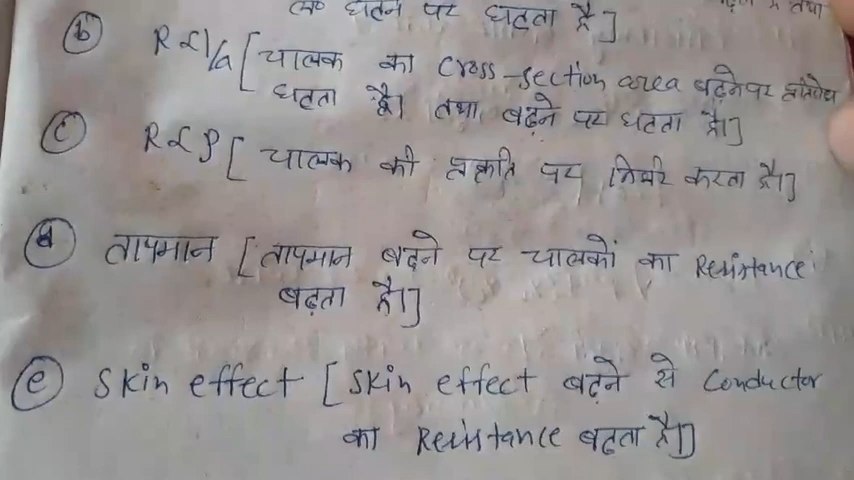 घटने पर घटता है]
(b) R ∝ 1/a [चालक का cross-section area बढ़ने पर प्रतिरोध
घटता है। तथा बढ़ने पर घटता है।]
(c) R ∝ ρ [चालक की प्रकृति पर निर्भर करता है।]
(d) तापमान [तापमान बढ़ने पर चालकों का Resistance
बढ़ता है।]
(e) Skin effect [Skin effect बढ़ने से Conductor
का Resistance बढ़ता है।]